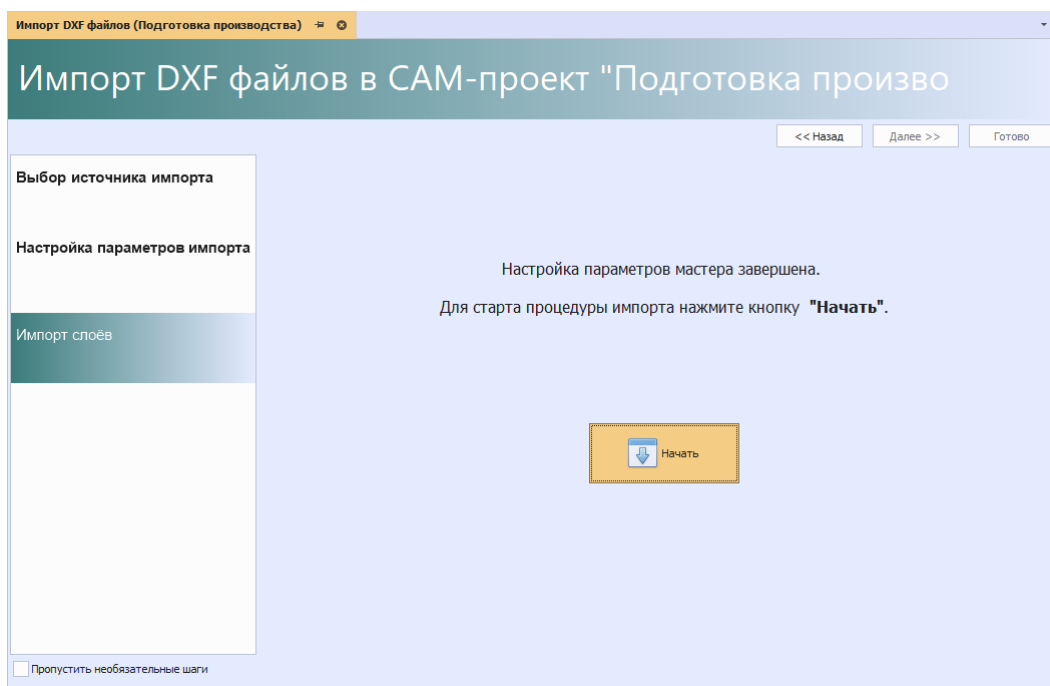 Импорт DXF файлов (Подготовка производства)
Импорт DXF файлов в CAM-проект "Подготовка произво
<< Назад
Далее >>
Готово
Выбор источника импорта
Настройка параметров импорта
Импорт слоёв
Настройка параметров мастера завершена.
Для старта процедуры импорта нажмите кнопку "Начать".
Начать
Пропустить необязательные шаги